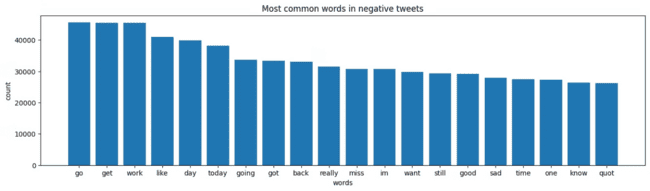 Most common words in negative tweets
40000
30000
20000
10000
0
count
go get work like day today going got back really miss im want still good sad time one know quot
words